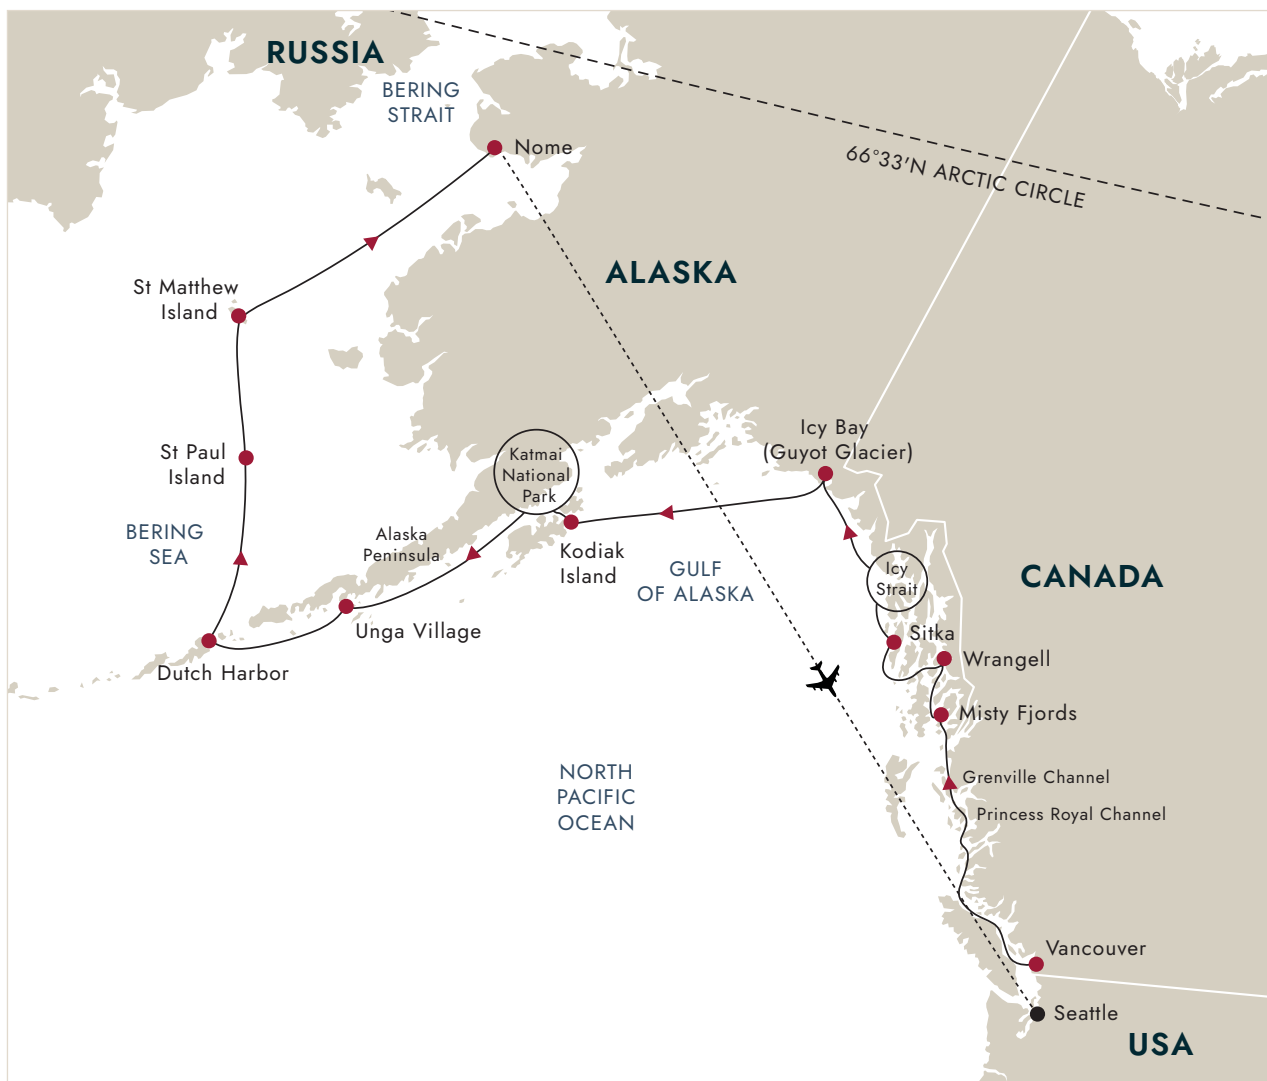 RUSSIA
BERING
STRAIT
Nome
66°33'N ARCTIC CIRCLE
ALASKA
St Matthew
Island
Icy Bay
(Guyot Glacier)
St Paul
Island
Katmai
National
Park
BERING
SEA
Alaska
Peninsula
Kodiak
Island
GULF
OF ALASKA
Icy
Strait
CANADA
Unga Village
Sitka
Dutch Harbor
Wrangell
Misty Fjords
NORTH
PACIFIC
OCEAN
Grenville Channel
Princess Royal Channel
Vancouver
Seattle
USA